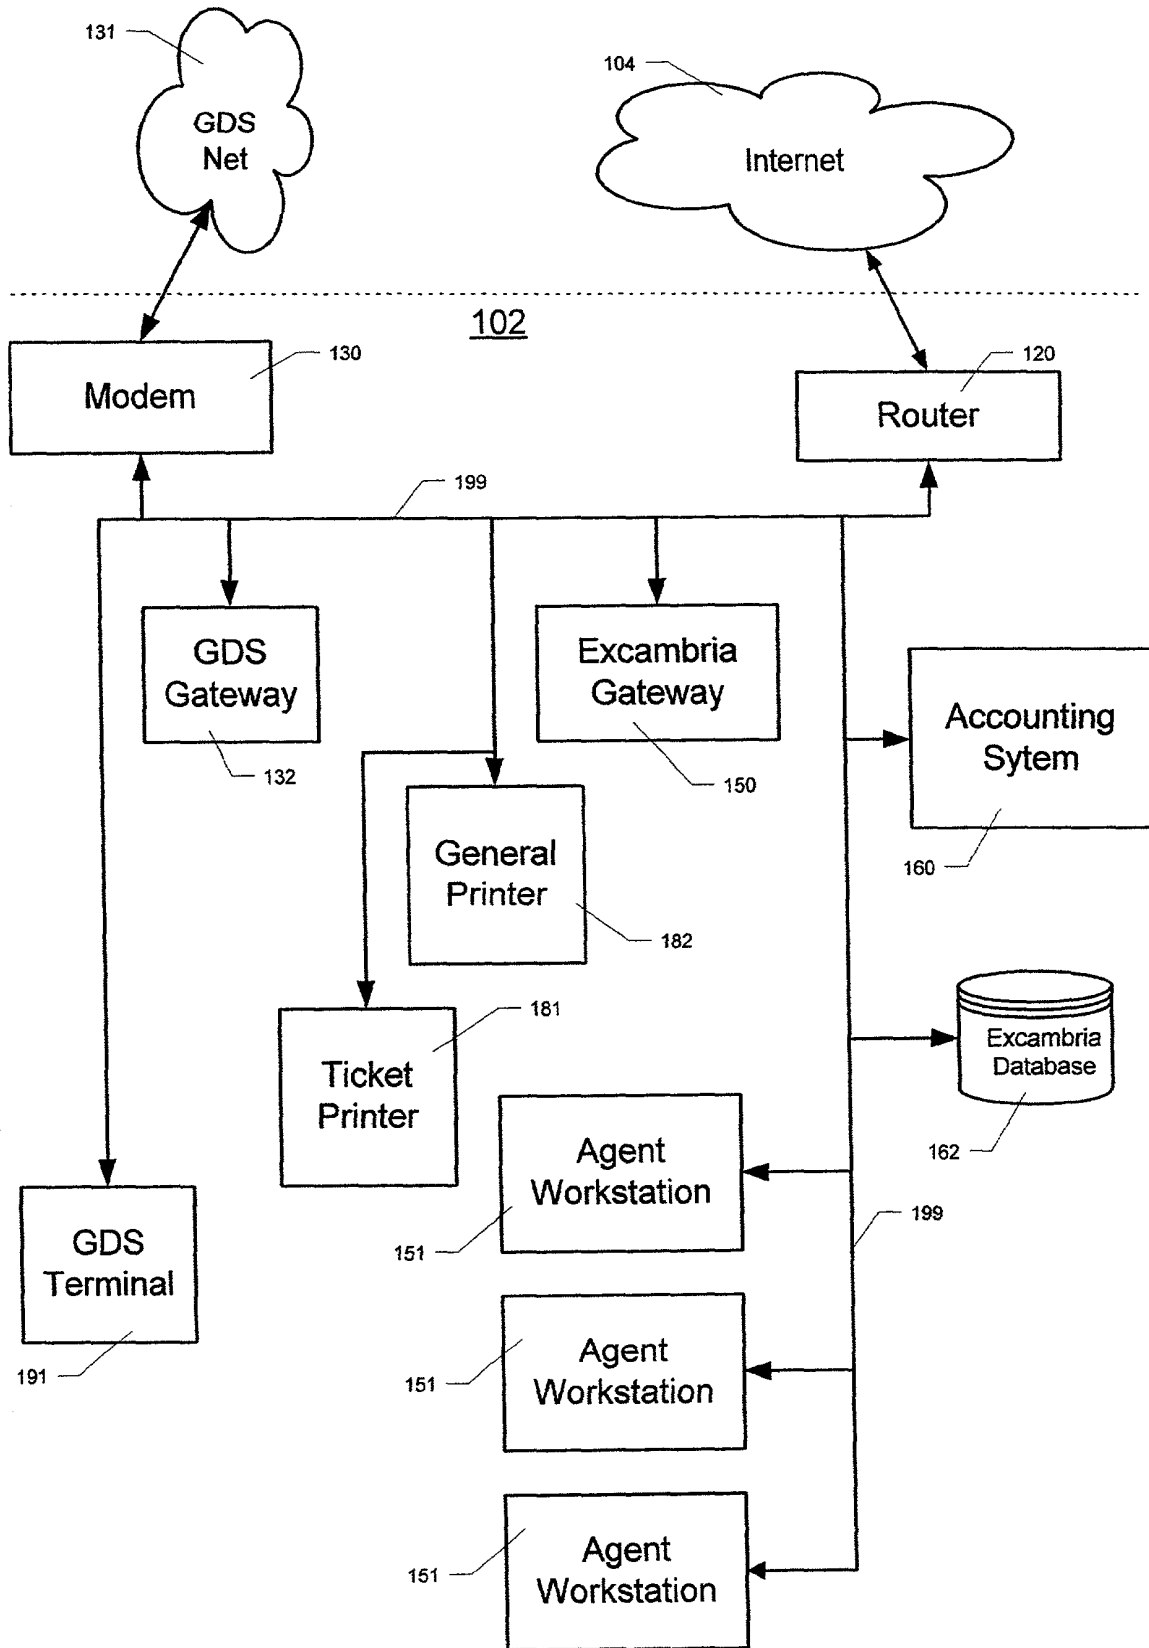 131
GDS
Net
104
Internet
102
130
Modem
120
Router
199
GDS
Gateway
132
Excambria
Gateway
150
Accounting
Sytem
160
General
Printer
182
181
Ticket
Printer
Excambria
Database
162
Agent
Workstation
151
199
GDS
Terminal
191
Agent
Workstation
151
Agent
Workstation
151